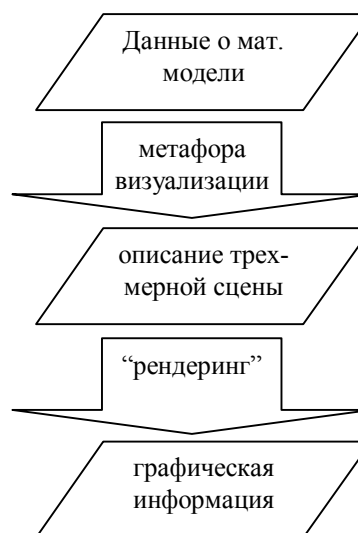 Данные о мат.
модели
метафора
визуализации
описание трех-
мерной сцены
“рендеринг”
графическая
информация